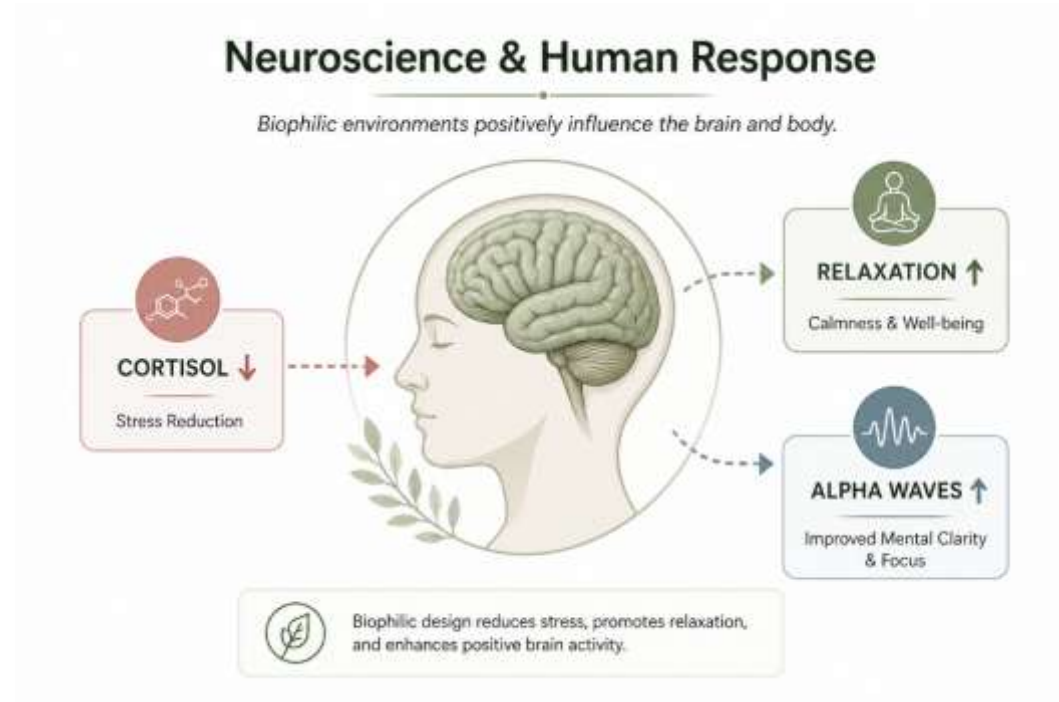 Neuroscience & Human Response
Biophilic environments positively influence the brain and body.
CORTISOL ↓
Stress Reduction
RELAXATION ↑
Calmness & Well-being
ALPHA WAVES ↑
Improved Mental Clarity
& Focus
Biophilic design reduces stress, promotes relaxation,
and enhances positive brain activity.